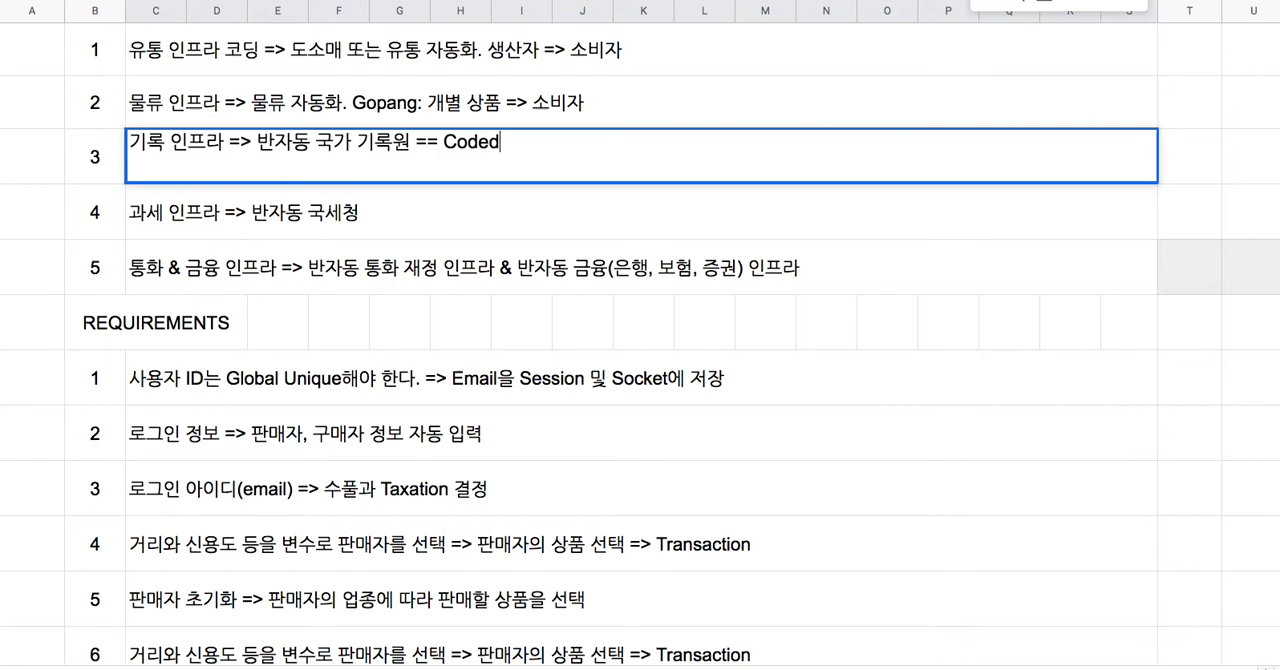 A B C D E F G H I J K L M N O P T U
1 유통 인프라 코딩 => 도소매 또는 유통 자동화. 생산자 => 소비자
2 물류 인프라 => 물류 자동화. Gopang: 개별 상품 => 소비자
3 기록 인프라 => 반자동 국가 기록원 == Coded
4 과세 인프라 => 반자동 국세청
5 통화 & 금융 인프라 => 반자동 통화 재정 인프라 & 반자동 금융(은행, 보험, 증권) 인프라
REQUIREMENTS
1 사용자 ID는 Global Unique해야 한다. => Email을 Session 및 Socket에 저장
2 로그인 정보 => 판매자, 구매자 정보 자동 입력
3 로그인 아이디(email) => 수풀과 Taxation 결정
4 거리와 신용도 등을 변수로 판매자를 선택 => 판매자의 상품 선택 => Transaction
5 판매자 초기화 => 판매자의 업종에 따라 판매할 상품을 선택
6 거리와 신용도 등을 변수로 판매자를 선택 => 판매자의 상품 선택 => Transaction